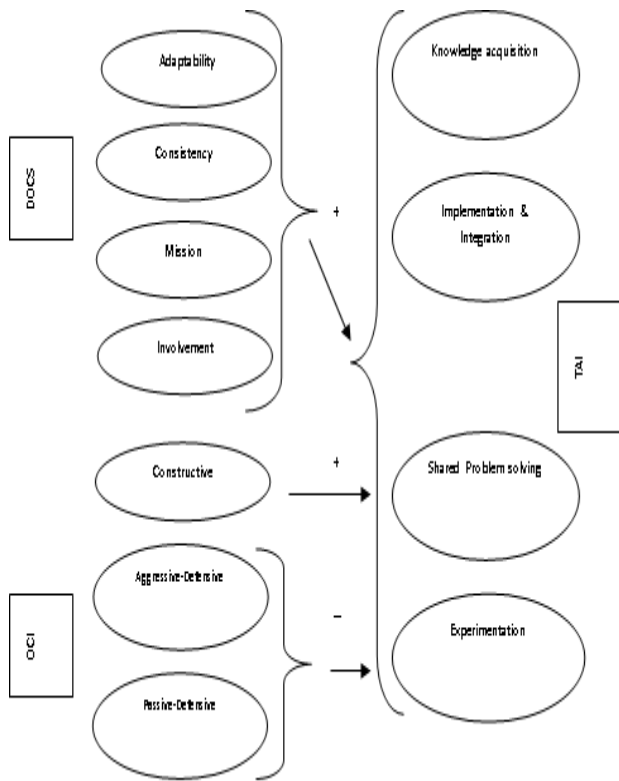 DOCS
Adaptability
Consistency
Mission
Involvement
+
Constructive
+
OCI
Aggressive-Defensive
Passive-Defensive
–
Knowledge acquisition
Implementation &
Integration
Shared Problem solving
Experimentation
TAI